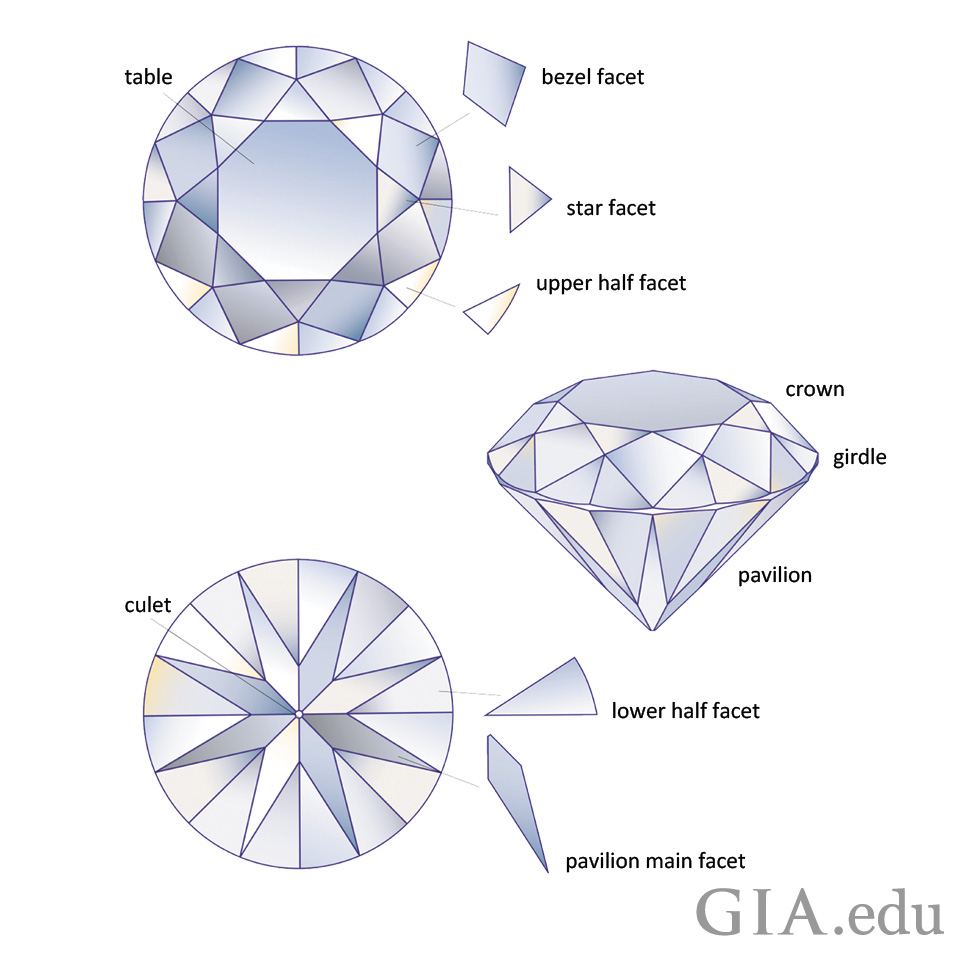 table
bezel facet
star facet
upper half facet
crown
girdle
pavilion
culet
lower half facet
pavilion main facet
GIA.edu